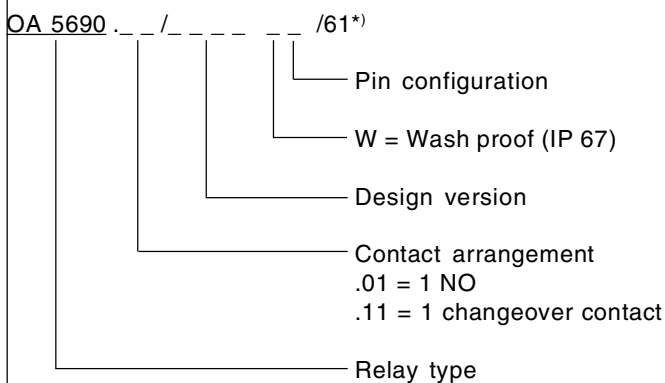 OA 5690 ._ _ /_ _ _ _ _ _ /61*)
Pin configuration
W = Wash proof (IP 67)
Design version
Contact arrangement
.01 = 1 NO
.11 = 1 changeover contact
Relay type